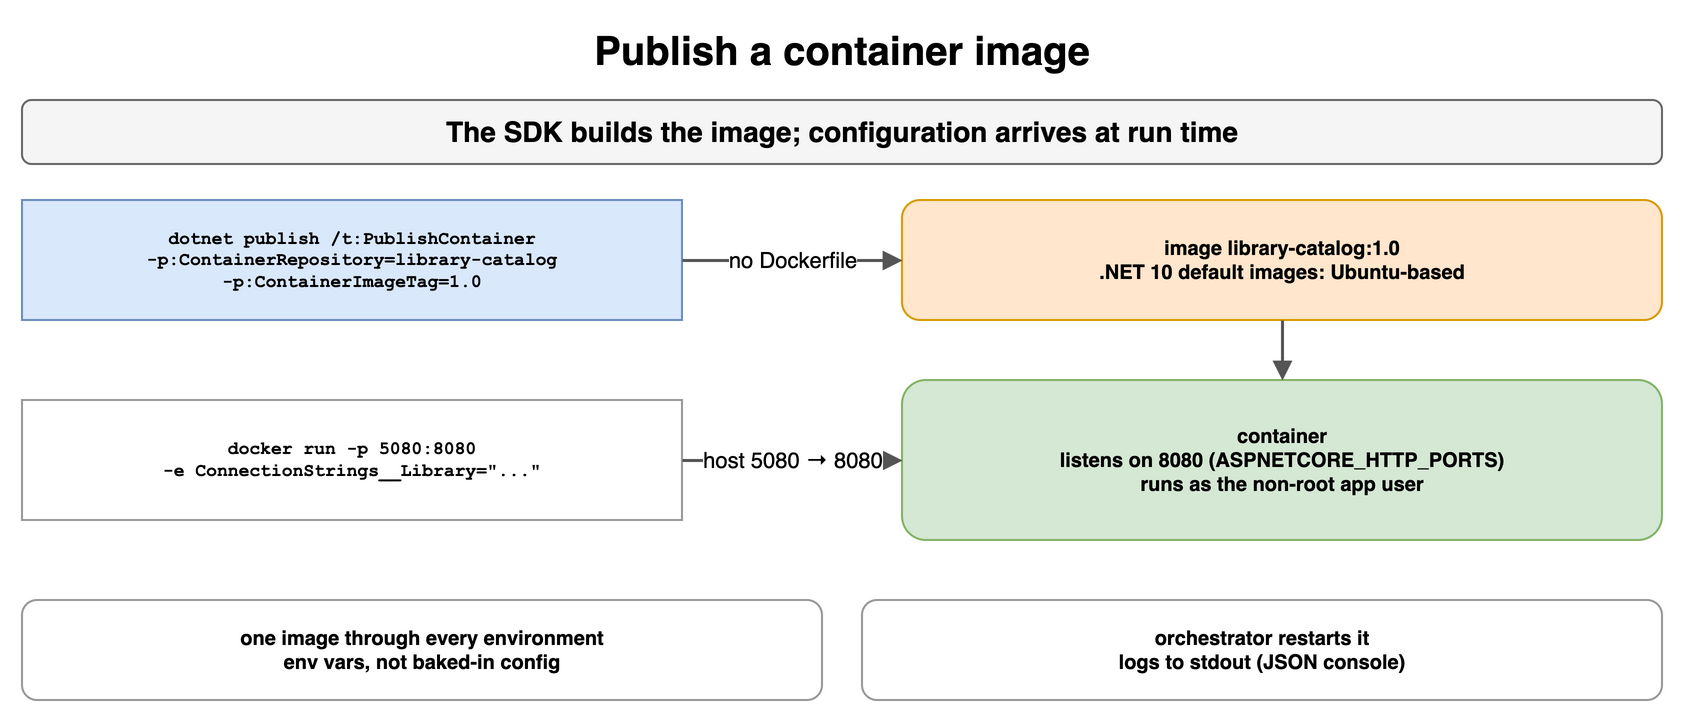 Publish a container image
The SDK builds the image; configuration arrives at run time
dotnet publish /t:PublishContainer
-p:ContainerRepository=library-catalog
-p:ContainerImageTag=1.0
no Dockerfile
image library-catalog:1.0
.NET 10 default images: Ubuntu-based
docker run -p 5080:8080
-e ConnectionStrings__Library="..."
host 5080 → 8080
container
listens on 8080 (ASPNETCORE_HTTP_PORTS)
runs as the non-root app user
one image through every environment
env vars, not baked-in config
orchestrator restarts it
logs to stdout (JSON console)